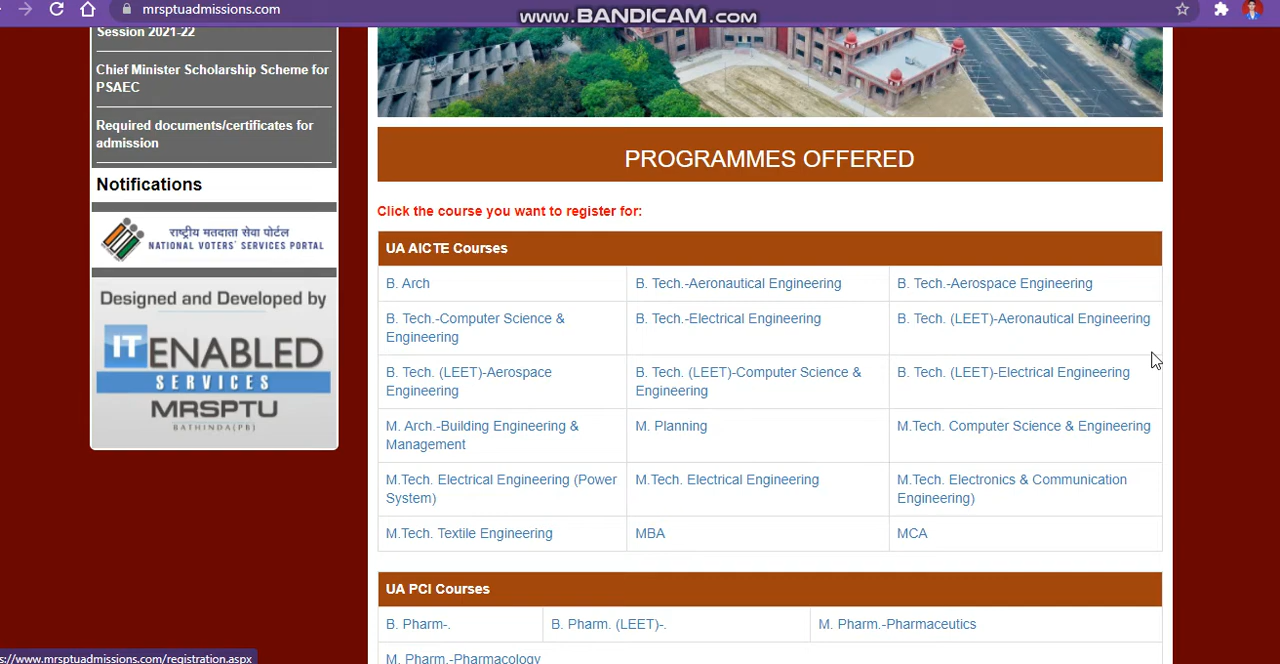 mrsptuadmissions.com
www.BANDICAM.com
Session 2021-22
Chief Minister Scholarship Scheme for
PSAEC
Required documents/certificates for
admission
Notifications
राष्ट्रीय मतदाता सेवा पोर्टल
NATIONAL VOTERS' SERVICES PORTAL
Designed and Developed by
IT ENABLED
SERVICES
MRSPTU
BATHINDA(PB)
PROGRAMMES OFFERED
Click the course you want to register for:
UA AICTE Courses
B. Arch
B. Tech.-Aeronautical Engineering
B. Tech.-Aerospace Engineering
B. Tech.-Computer Science &
Engineering
B. Tech.-Electrical Engineering
B. Tech. (LEET)-Aeronautical Engineering
B. Tech. (LEET)-Aerospace
Engineering
B. Tech. (LEET)-Computer Science &
Engineering
B. Tech. (LEET)-Electrical Engineering
M. Arch.-Building Engineering &
Management
M. Planning
M.Tech. Computer Science & Engineering
M.Tech. Electrical Engineering (Power
System)
M.Tech. Electrical Engineering
M.Tech. Electronics & Communication
Engineering)
M.Tech. Textile Engineering
MBA
MCA
UA PCI Courses
B. Pharm-.
B. Pharm. (LEET)-.
M. Pharm.-Pharmaceutics
M. Pharm.-Pharmacology
s://www.mrsptuadmissions.com/registration.aspx